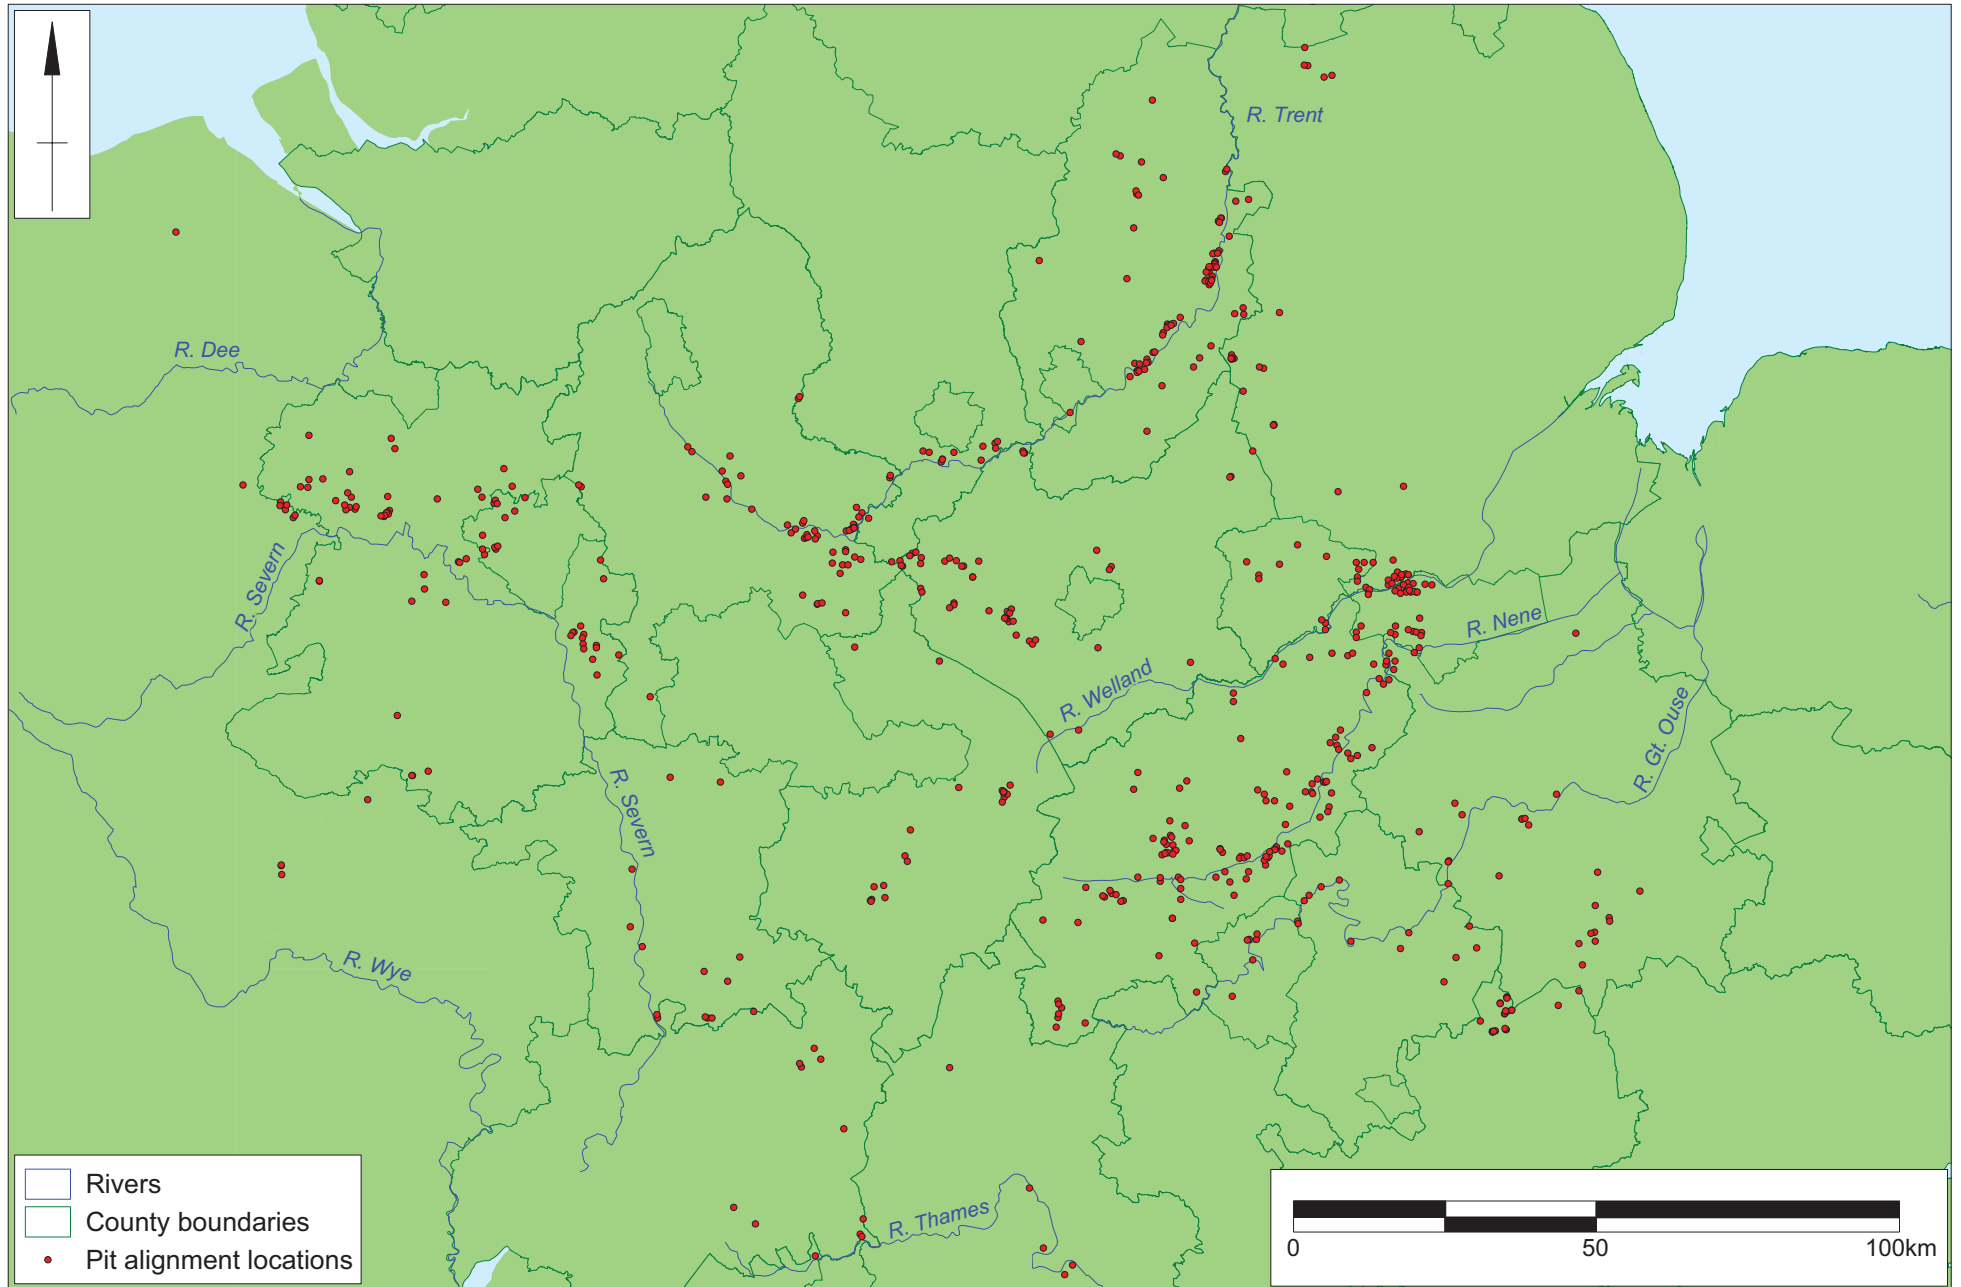 R. Trent
R. Dee
R. Severn
R. Nene
R. Welland
R. Gt. Ouse
R. Severn
R. Wye
R. Thames
Rivers
County boundaries
Pit alignment locations
0 50 100km